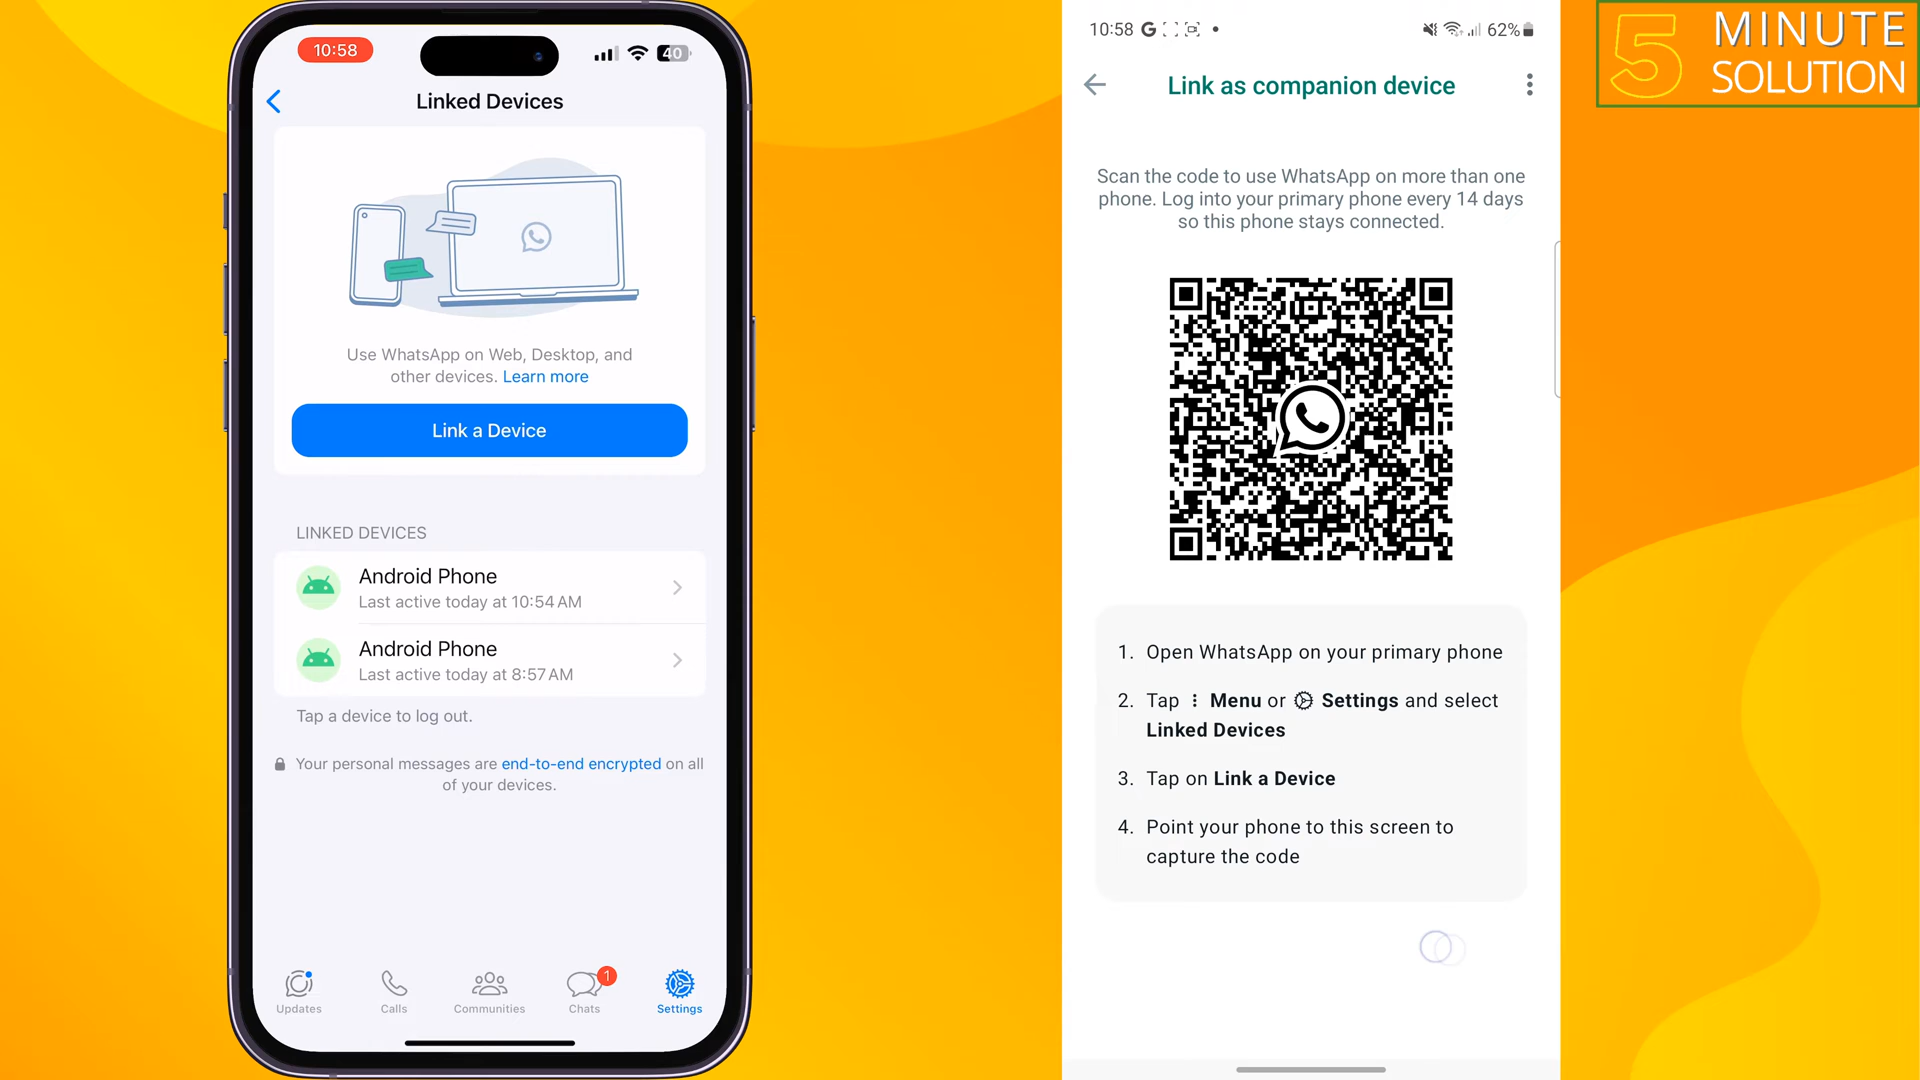 10:58
40
Linked Devices
Use WhatsApp on Web, Desktop, and
other devices. Learn more
Link a Device
LINKED DEVICES
Android Phone
Last active today at 10:54 AM
Android Phone
Last active today at 8:57 AM
Tap a device to log out.
Your personal messages are end-to-end encrypted on all
of your devices.
Updates
Calls
Communities
1
Chats
Settings
10:58 G
62%
Link as companion device
Scan the code to use WhatsApp on more than one
phone. Log into your primary phone every 14 days
so this phone stays connected.
1. Open WhatsApp on your primary phone
2. Tap ⋮ Menu or Settings and select
Linked Devices
3. Tap on Link a Device
4. Point your phone to this screen to
capture the code
5 MINUTE
SOLUTION